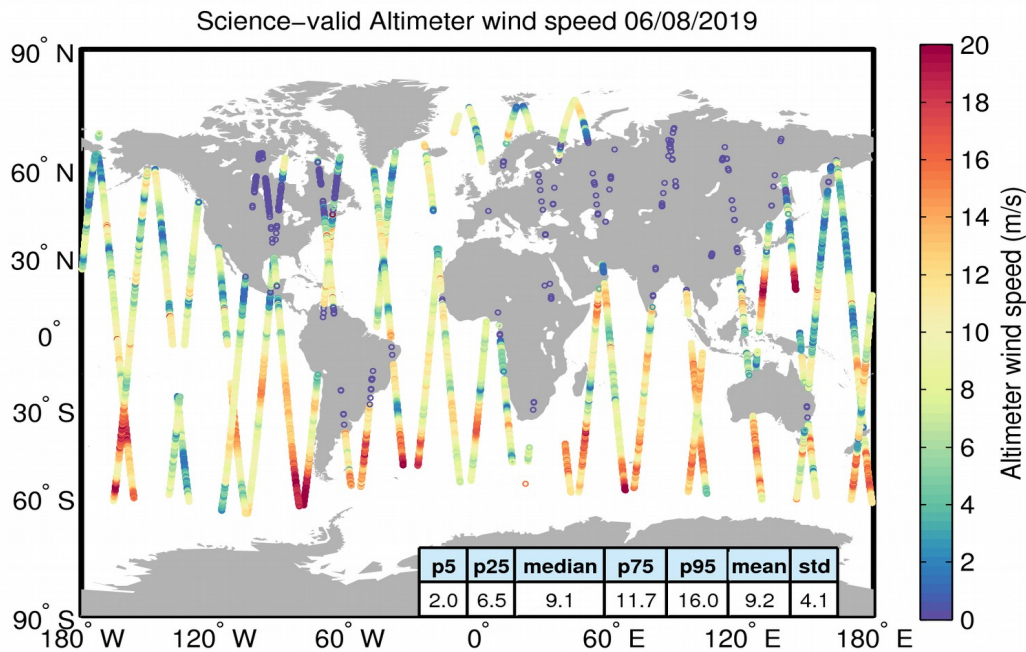 Science−valid Altimeter wind speed 06/08/2019
90° N
60° N
30° N
0°
30° S
60° S
90° S
180° W
120° W
60° W
0°
60° E
120° E
180° E
p5 p25 median p75 p95 mean std
2.0 6.5 9.1 11.7 16.0 9.2 4.1
20
18
16
14
12
10
8
6
4
2
0
Altimeter wind speed (m/s)